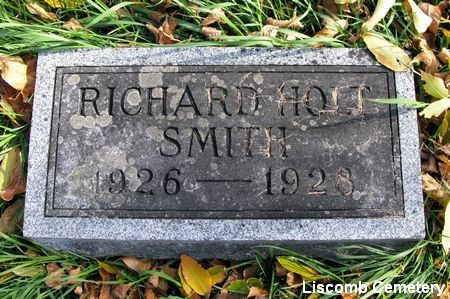 RICHARD HOLT
SMITH
1926 — 1928
Liscomb Cemetery